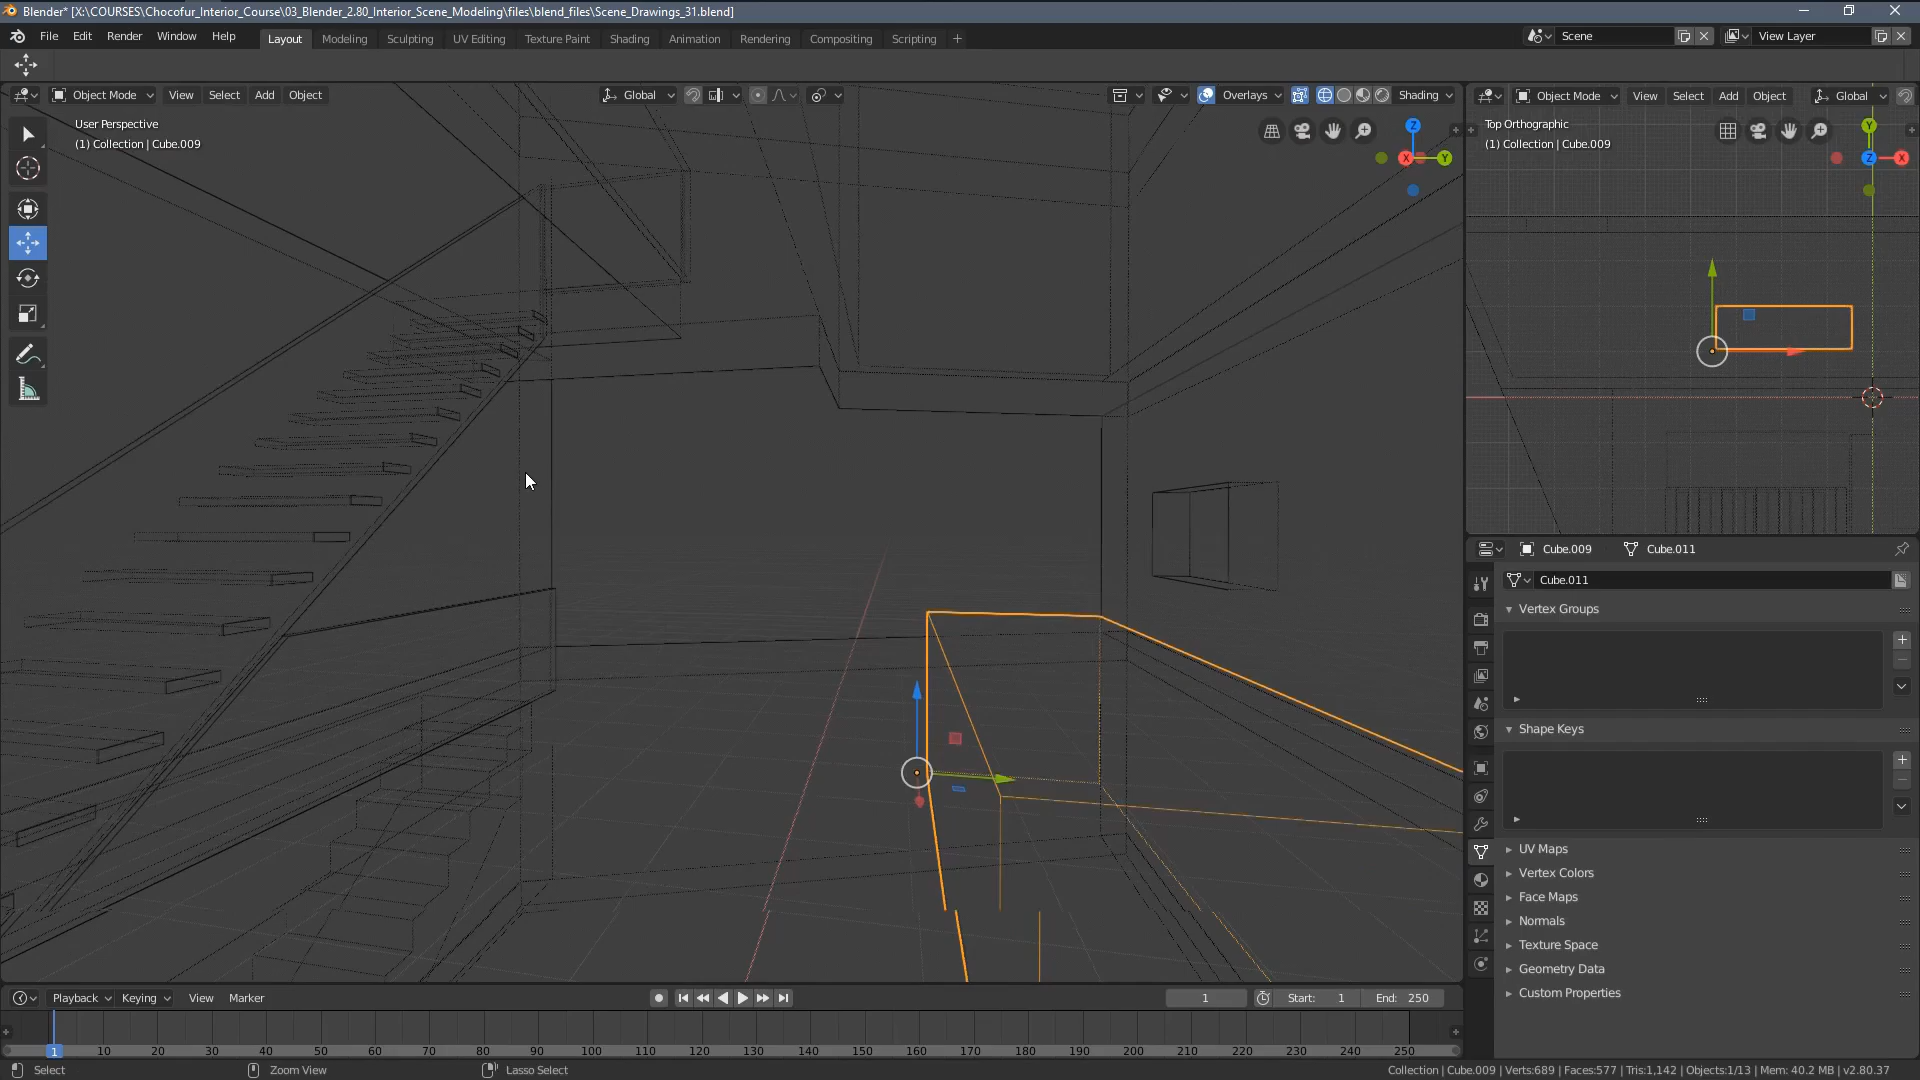 Blender* [X:\COURSES\Chocofur_Interior_Course\03_Blender_2.80_Interior_Scene_Modeling\files\blend_files\Scene_Drawings_31.blend]
File Edit Render Window Help Layout Modeling Sculpting UV Editing Texture Paint Shading Animation Rendering Compositing Scripting + Scene View Layer
Object Mode View Select Add Object Global Overlays Shading
Object Mode View Select Add Object Global
User Perspective
(1) Collection | Cube.009
Z
X
Y
Top Orthographic
(1) Collection | Cube.009
Y
Z
X
Cube.009 Cube.011
Cube.011
Vertex Groups
Shape Keys
UV Maps
Vertex Colors
Face Maps
Normals
Texture Space
Geometry Data
Custom Properties
Playback Keying View Marker 1 Start: 1 End: 250
1 10 20 30 40 50 60 70 80 90 100 110 120 130 140 150 160 170 180 190 200 210 220 230 240 250
Select Zoom View Lasso Select Collection | Cube.009 | Verts:689 | Faces:577 | Tris:1,142 | Objects:1/13 | Mem: 40.2 MB | v2.80.37